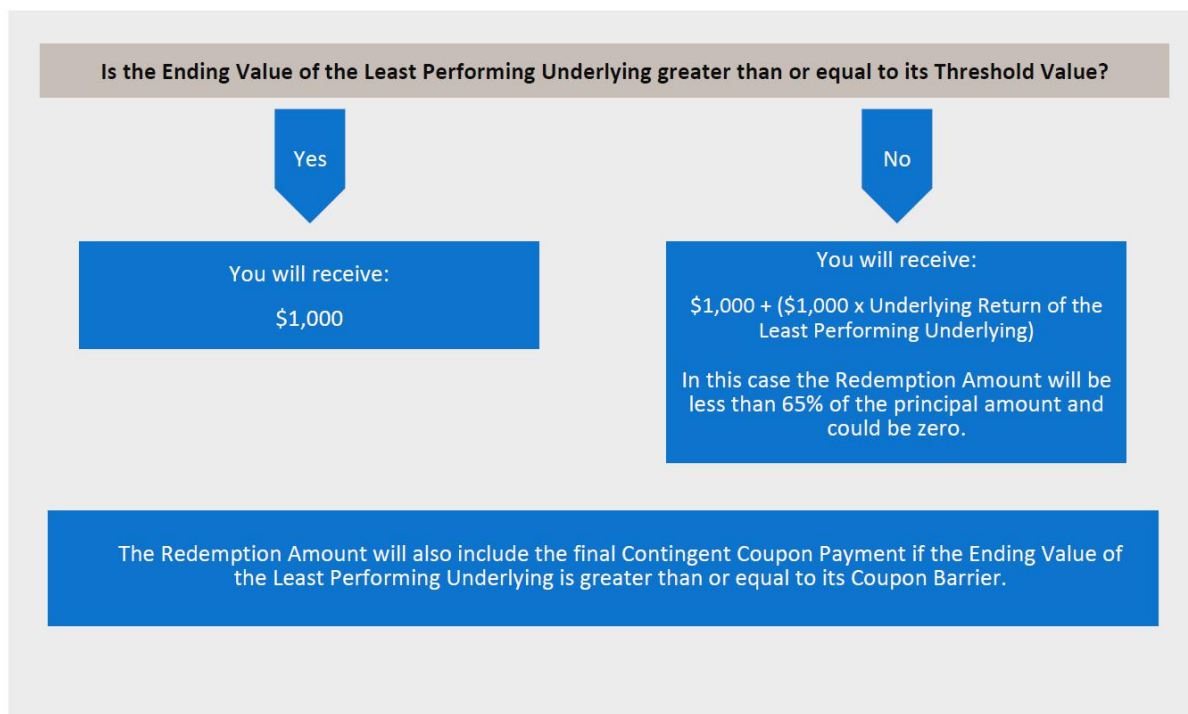 Is the Ending Value of the Least Performing Underlying greater than or equal to its Threshold Value?
Yes
No
You will receive:
$1,000
You will receive:
$1,000 + ($1,000 x Underlying Return of the
Least Performing Underlying)
In this case the Redemption Amount will be
less than 65% of the principal amount and
could be zero.
The Redemption Amount will also include the final Contingent Coupon Payment if the Ending Value of
the Least Performing Underlying is greater than or equal to its Coupon Barrier.